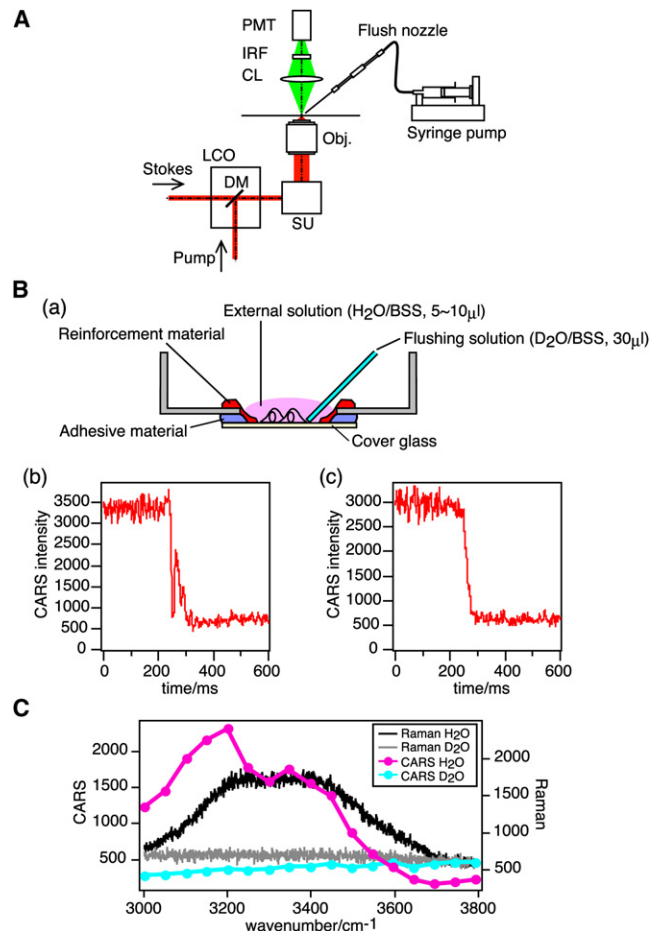 A
PMT
IRF
CL
Flush nozzle
Obj.
Syringe pump
LCO
Stokes
DM
SU
Pump
B
(a)
External solution (H2O/BSS, 5~10μl)
Reinforcement material
Flushing solution (D2O/BSS, 30μl)
Adhesive material
Cover glass
(b)
3500
3000
2500
2000
1500
1000
500
0
CARS intensity
0 200 400 600
time/ms
(c)
3000
2500
2000
1500
1000
500
0
CARS intensity
0 200 400 600
time/ms
C
Raman H2O
Raman D2O
CARS H2O
CARS D2O
2000
1500
1000
500
CARS
2000
1500
1000
500
Raman
3000 3200 3400 3600 3800
wavenumber/cm-1